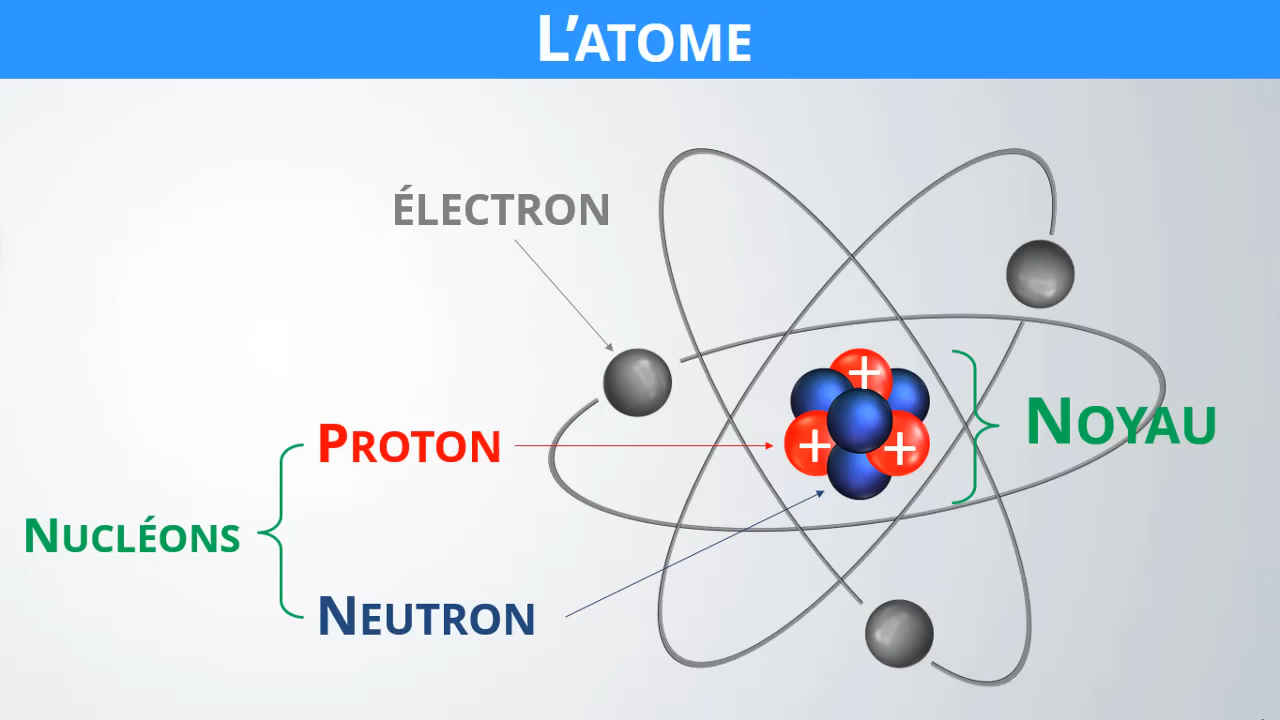 L'ATOME
ÉLECTRON
PROTON
NOYAU
NUCLÉONS
NEUTRON
+
+
+